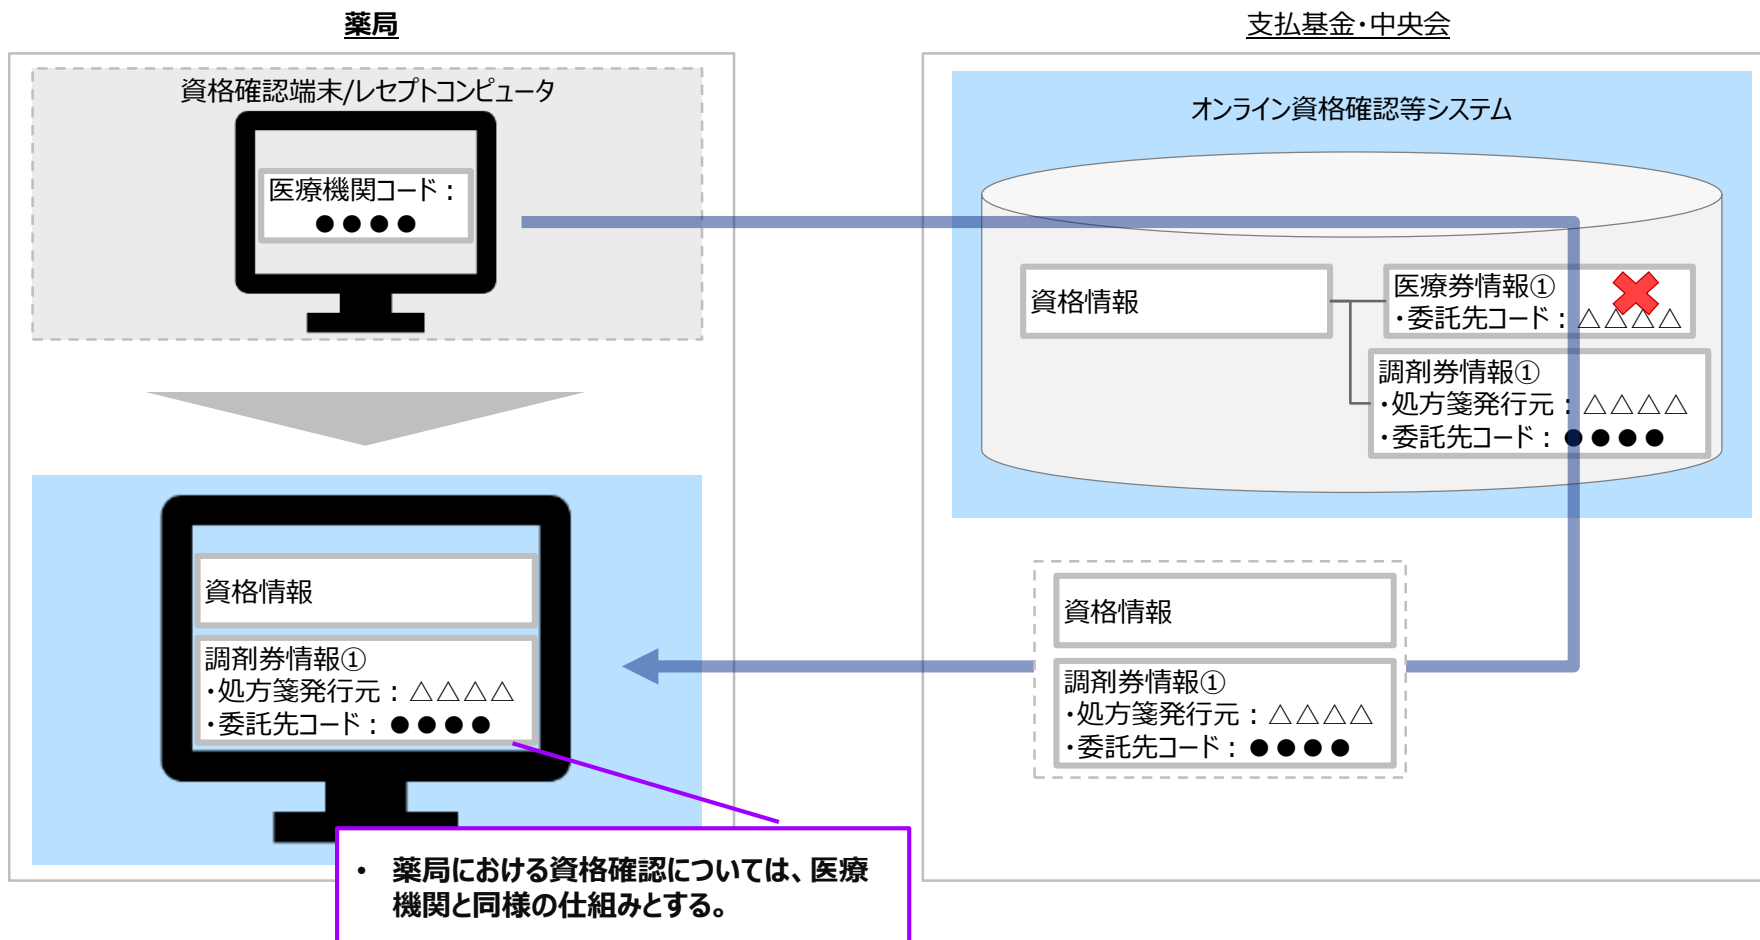 薬局
資格確認端末/レセプトコンピュータ
医療機関コード：
●●●●
資格情報
調剤券情報①
・処方箋発行元：△△△△
・委託先コード：●●●●
• 薬局における資格確認については、医療
機関と同様の仕組みとする。
支払基金・中央会
オンライン資格確認等システム
資格情報
医療券情報①
・委託先コード：△△△△
調剤券情報①
・処方箋発行元：△△△△
・委託先コード：●●●●
資格情報
調剤券情報①
・処方箋発行元：△△△△
・委託先コード：●●●●